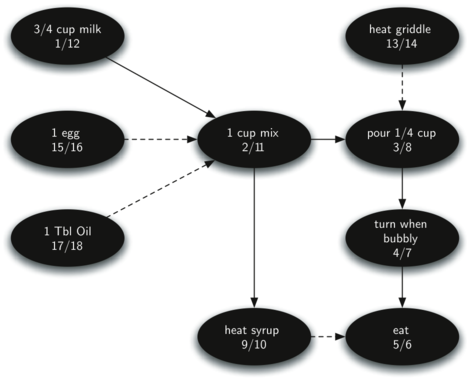 3/4 cup milk
1/12
heat griddle
13/14
1 egg
15/16
1 cup mix
2/11
pour 1/4 cup
3/8
1 Tbl Oil
17/18
turn when
bubbly
4/7
heat syrup
9/10
eat
5/6